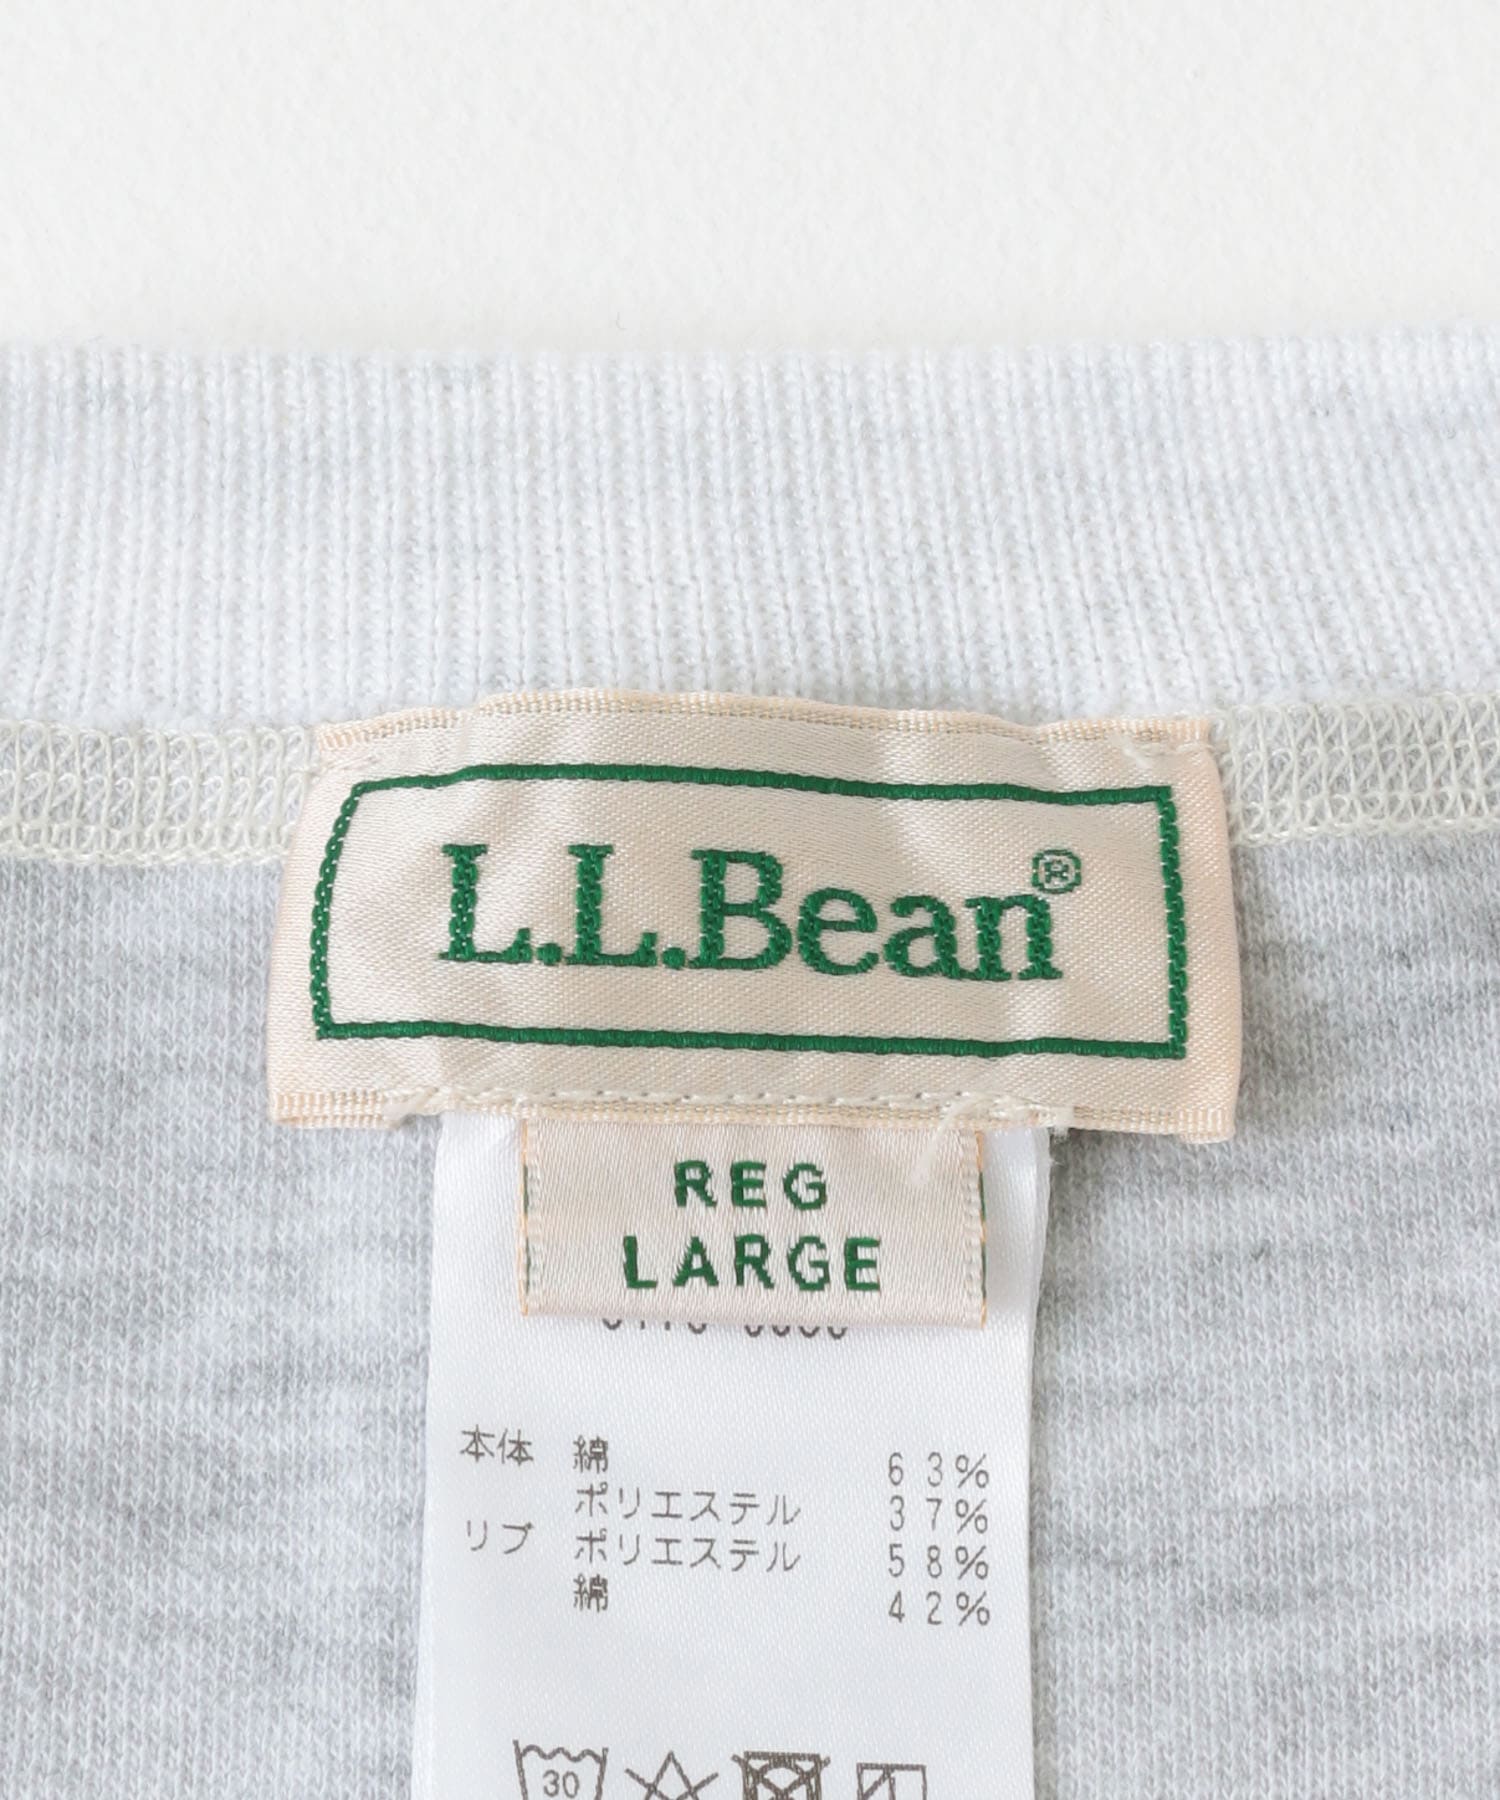 L.L.Bean®
REG
LARGE
本体 綿 63%
ポリエステル 37%
リブ ポリエステル 58%
綿 42%
30